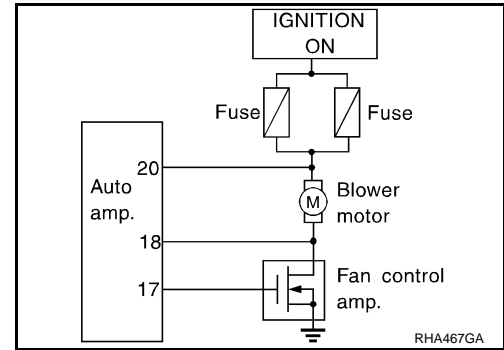 IGNITION
ON
Fuse
Fuse
20
Auto
amp.
Blower
motor
M
18
17
Fan control
amp.
RHA467GA